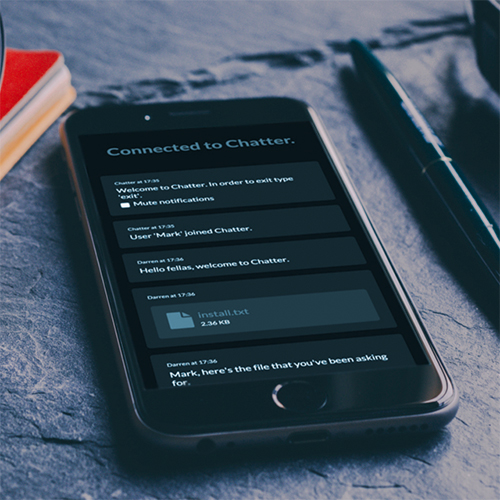 Connected to Chatter.
Chatter at 17:35
Welcome to Chatter. In order to exit type
'exit'.
Mute notifications
Chatter at 17:35
User 'Mark' joined Chatter.
Darren at 17:36
Hello fellas, welcome to Chatter.
Darren at 17:36
install.txt
2.36 KB
Darren at 17:36
Mark, here's the file that you've been asking
for.